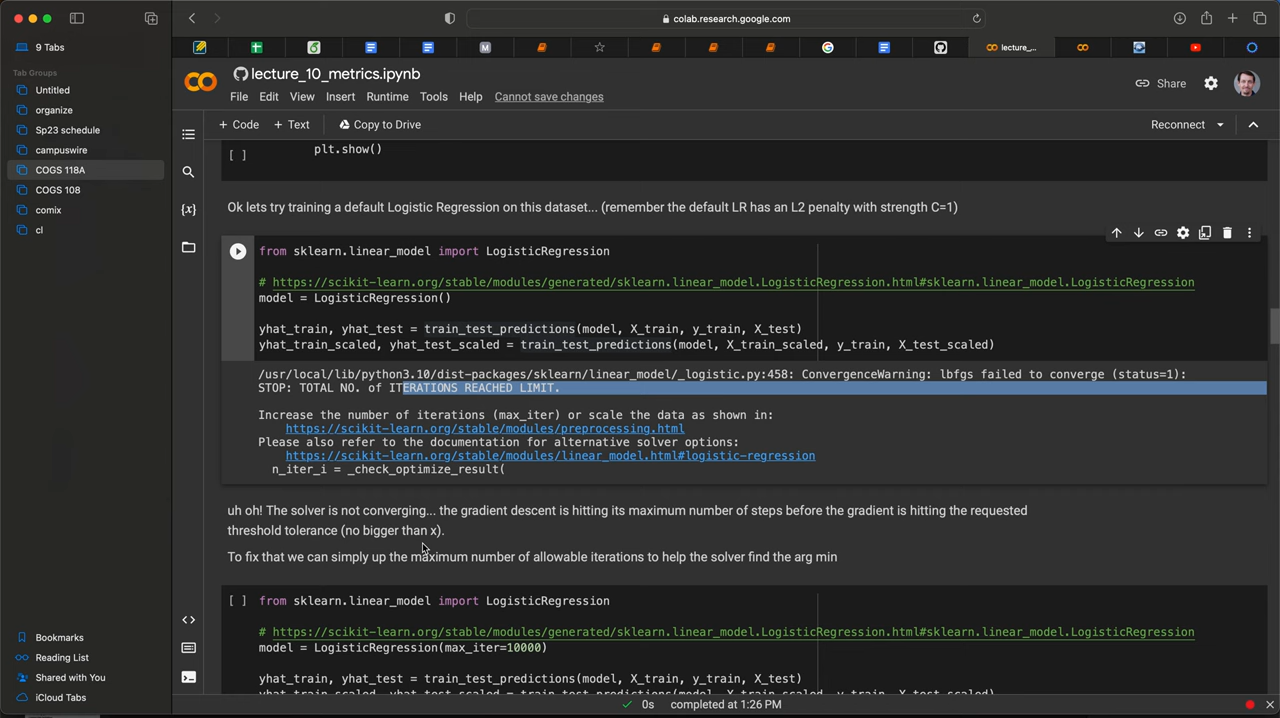 colab.research.google.com
9 Tabs
lecture_...
Tab Groups
Untitled
organize
Sp23 schedule
campuswire
COGS 118A
COGS 108
comix
cl
Bookmarks
Reading List
Shared with You
iCloud Tabs
lecture_10_metrics.ipynb
File Edit View Insert Runtime Tools Help Cannot save changes
Share
+ Code + Text Copy to Drive
Reconnect
[ ] plt.show()
Ok lets try training a default Logistic Regression on this dataset... (remember the default LR has an L2 penalty with strength C=1)
from sklearn.linear_model import LogisticRegression
# https://scikit-learn.org/stable/modules/generated/sklearn.linear_model.LogisticRegression.html#sklearn.linear_model.LogisticRegression
model = LogisticRegression()
yhat_train, yhat_test = train_test_predictions(model, X_train, y_train, X_test)
yhat_train_scaled, yhat_test_scaled = train_test_predictions(model, X_train_scaled, y_train, X_test_scaled)
/usr/local/lib/python3.10/dist-packages/sklearn/linear_model/_logistic.py:458: ConvergenceWarning: lbfgs failed to converge (status=1):
STOP: TOTAL NO. of ITERATIONS REACHED LIMIT.
Increase the number of iterations (max_iter) or scale the data as shown in:
https://scikit-learn.org/stable/modules/preprocessing.html
Please also refer to the documentation for alternative solver options:
https://scikit-learn.org/stable/modules/linear_model.html#logistic-regression
n_iter_i = _check_optimize_result(
uh oh! The solver is not converging... the gradient descent is hitting its maximum number of steps before the gradient is hitting the requested
threshold tolerance (no bigger than x).
To fix that we can simply up the maximum number of allowable iterations to help the solver find the arg min
[ ] from sklearn.linear_model import LogisticRegression
# https://scikit-learn.org/stable/modules/generated/sklearn.linear_model.LogisticRegression.html#sklearn.linear_model.LogisticRegression
model = LogisticRegression(max_iter=10000)
yhat_train, yhat_test = train_test_predictions(model, X_train, y_train, X_test)
yhat_train_scaled, yhat_test_scaled = train_test_predictions(model, X_train_scaled, y_train, X_test_scaled)
0s completed at 1:26 PM